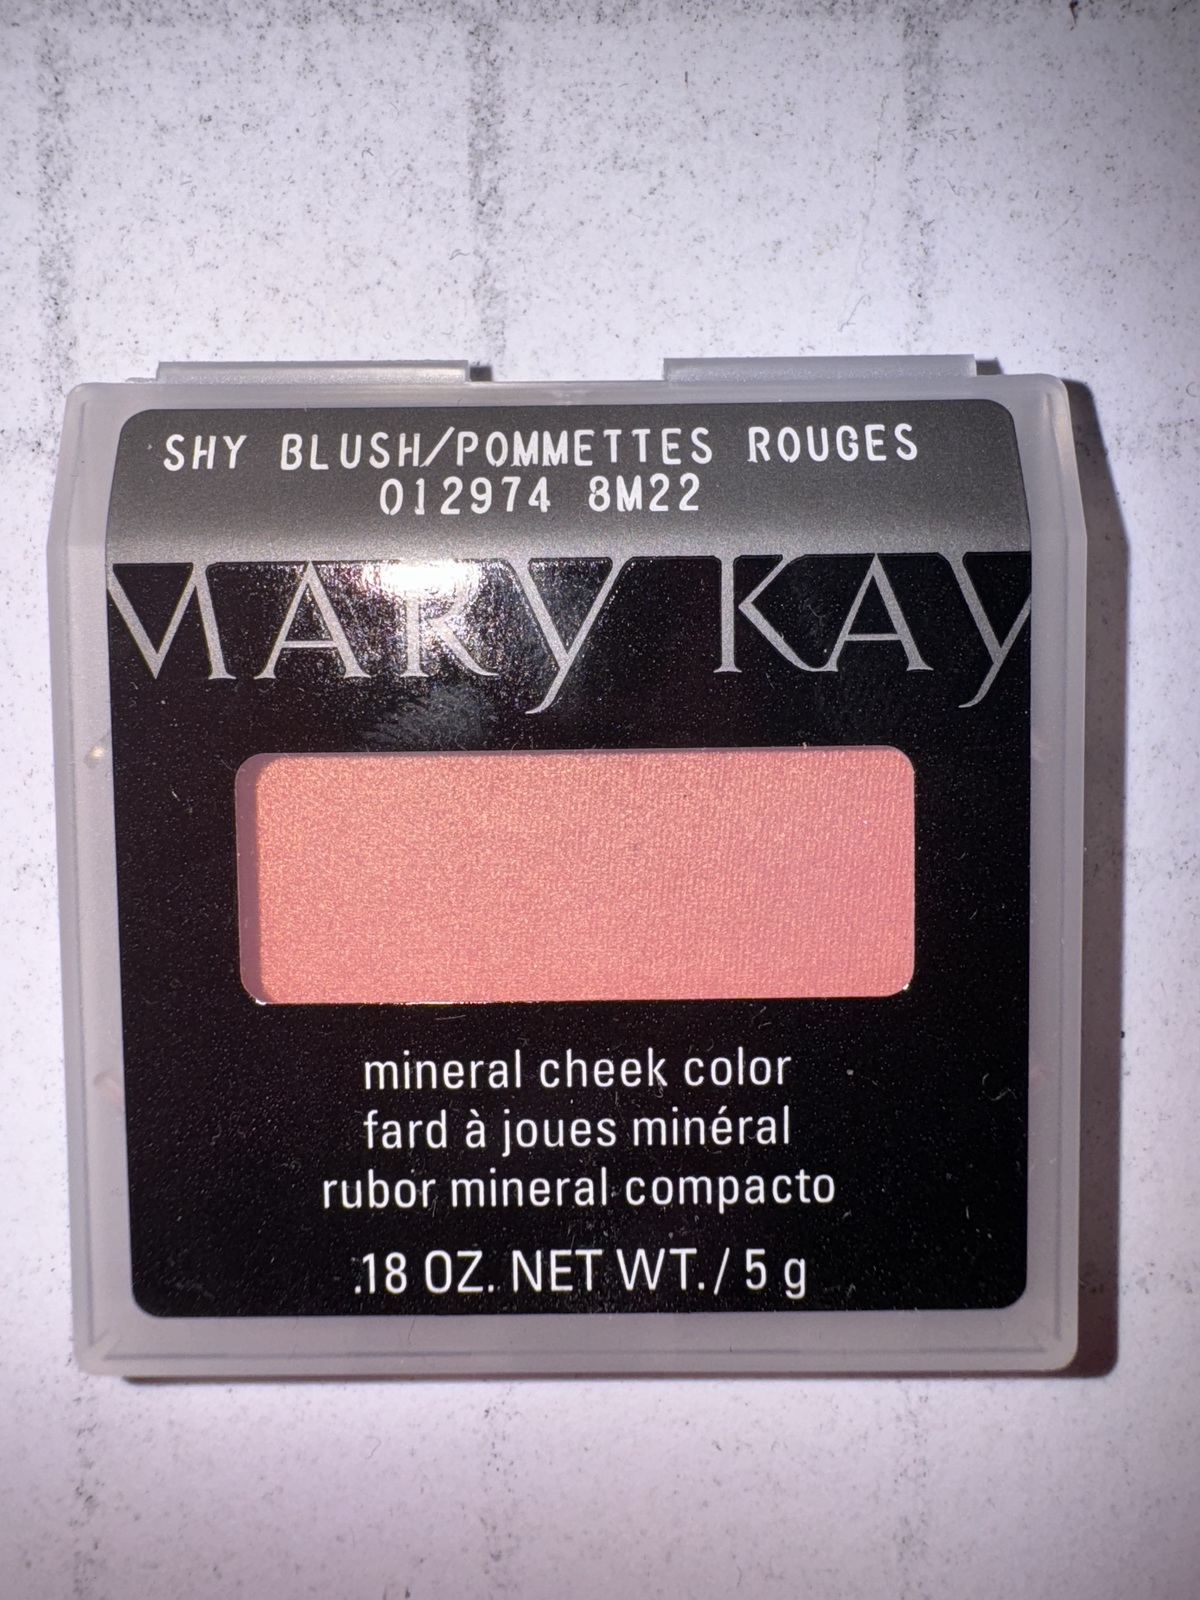 SHY BLUSH/POMMETTES ROUGES
012974 8M22
MARY KAY
mineral cheek color
fard à joues minéral
rubor mineral compacto
.18 OZ. NET WT./ 5 g